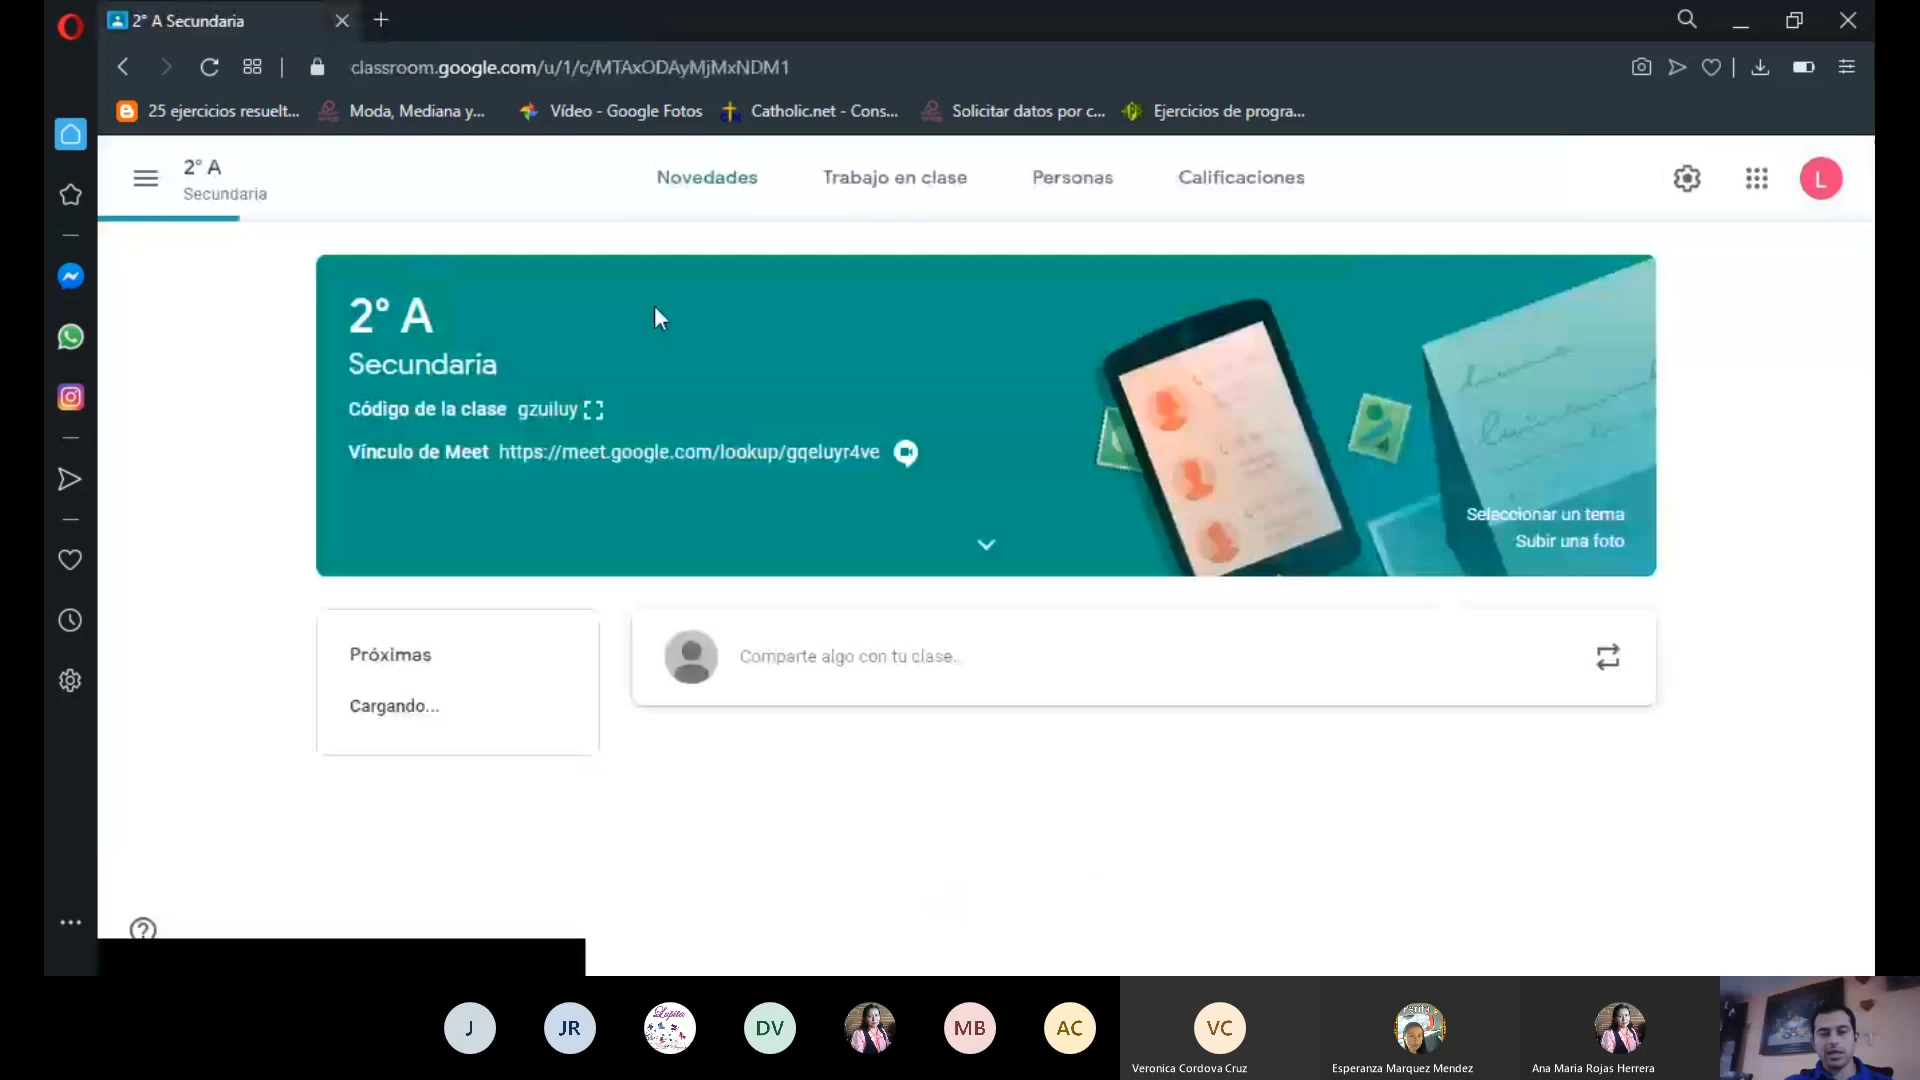 2° A Secundaria
classroom.google.com/u/1/c/MTAxODAyMjMxNDM1
25 ejercicios resuelt...
Moda, Mediana y...
Vídeo - Google Fotos
Catholic.net - Cons...
Solicitar datos por c...
Ejercicios de progra...
2° A
Secundaria
Novedades
Trabajo en clase
Personas
Calificaciones
L
2° A
Secundaria
Código de la clase gzuiluy
Vínculo de Meet https://meet.google.com/lookup/gqeluyr4ve
Seleccionar un tema
Subir una foto
Próximas
Cargando...
Comparte algo con tu clase..
J
JR
Lupita
DV
MB
AC
VC
Veronica Cordova Cruz
Esperanza Marquez Mendez
Ana Maria Rojas Herrera